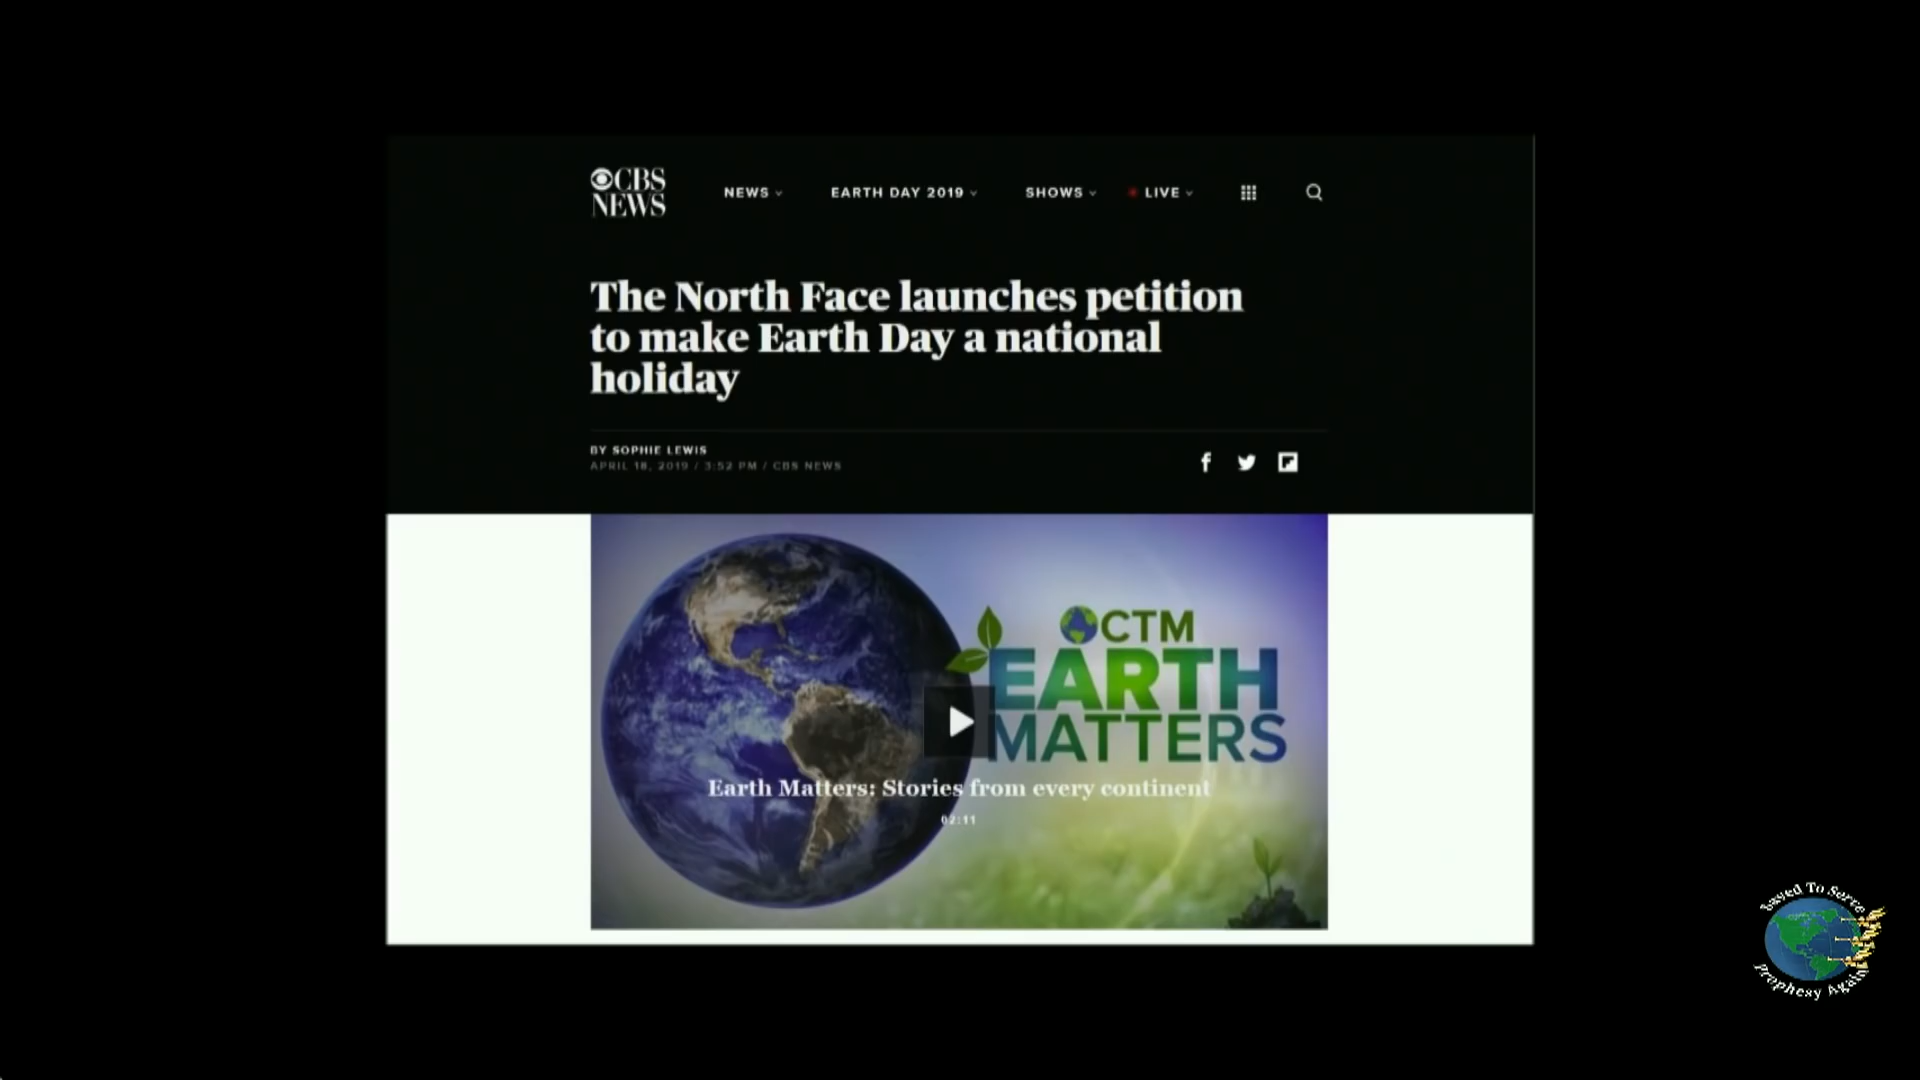 CBS
NEWS
NEWS
EARTH DAY 2019
SHOWS
LIVE
The North Face launches petition
to make Earth Day a national
holiday
BY SOPHIE LEWIS
APRIL 18, 2019 / 3:52 PM / CBS NEWS
CTM
EARTH
MATTERS
Earth Matters: Stories from every continent
02:11
To Serve
Prophesy Again